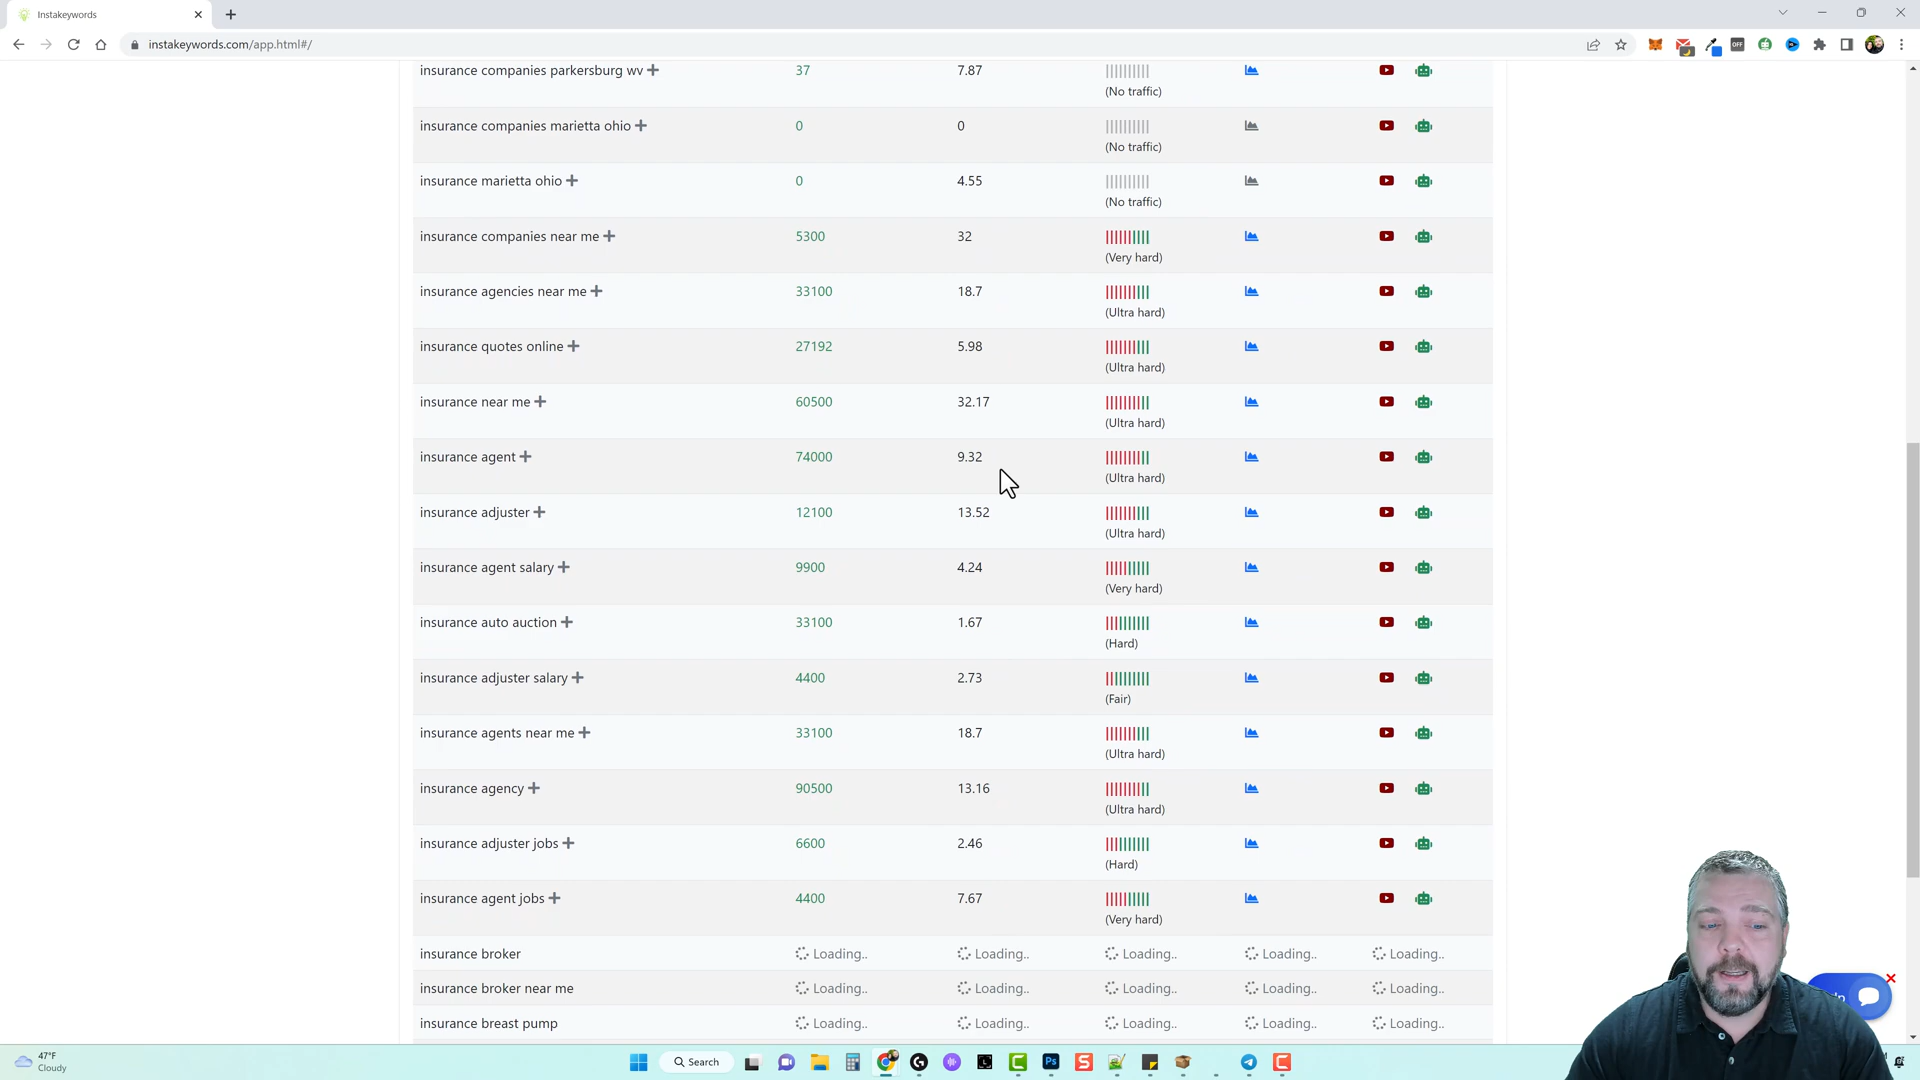 Instakeywords
instakeywords.com/app.html#/
OFF
insurance companies parkersburg wv 37 7.87
(No traffic)
insurance companies marietta ohio 0 0
(No traffic)
insurance marietta ohio 0 4.55
(No traffic)
insurance companies near me 5300 32
(Very hard)
insurance agencies near me 33100 18.7
(Ultra hard)
insurance quotes online 27192 5.98
(Ultra hard)
insurance near me 60500 32.17
(Ultra hard)
insurance agent 74000 9.32
(Ultra hard)
insurance adjuster 12100 13.52
(Ultra hard)
insurance agent salary 9900 4.24
(Very hard)
insurance auto auction 33100 1.67
(Hard)
insurance adjuster salary 4400 2.73
(Fair)
insurance agents near me 33100 18.7
(Ultra hard)
insurance agency 90500 13.16
(Ultra hard)
insurance adjuster jobs 6600 2.46
(Hard)
insurance agent jobs 4400 7.67
(Very hard)
insurance broker Loading.. Loading.. Loading.. Loading.. Loading..
insurance broker near me Loading.. Loading.. Loading.. Loading.. Loading..
insurance breast pump Loading.. Loading.. Loading.. Loading.. Loading..
47°F
Cloudy
Search
Ps
S